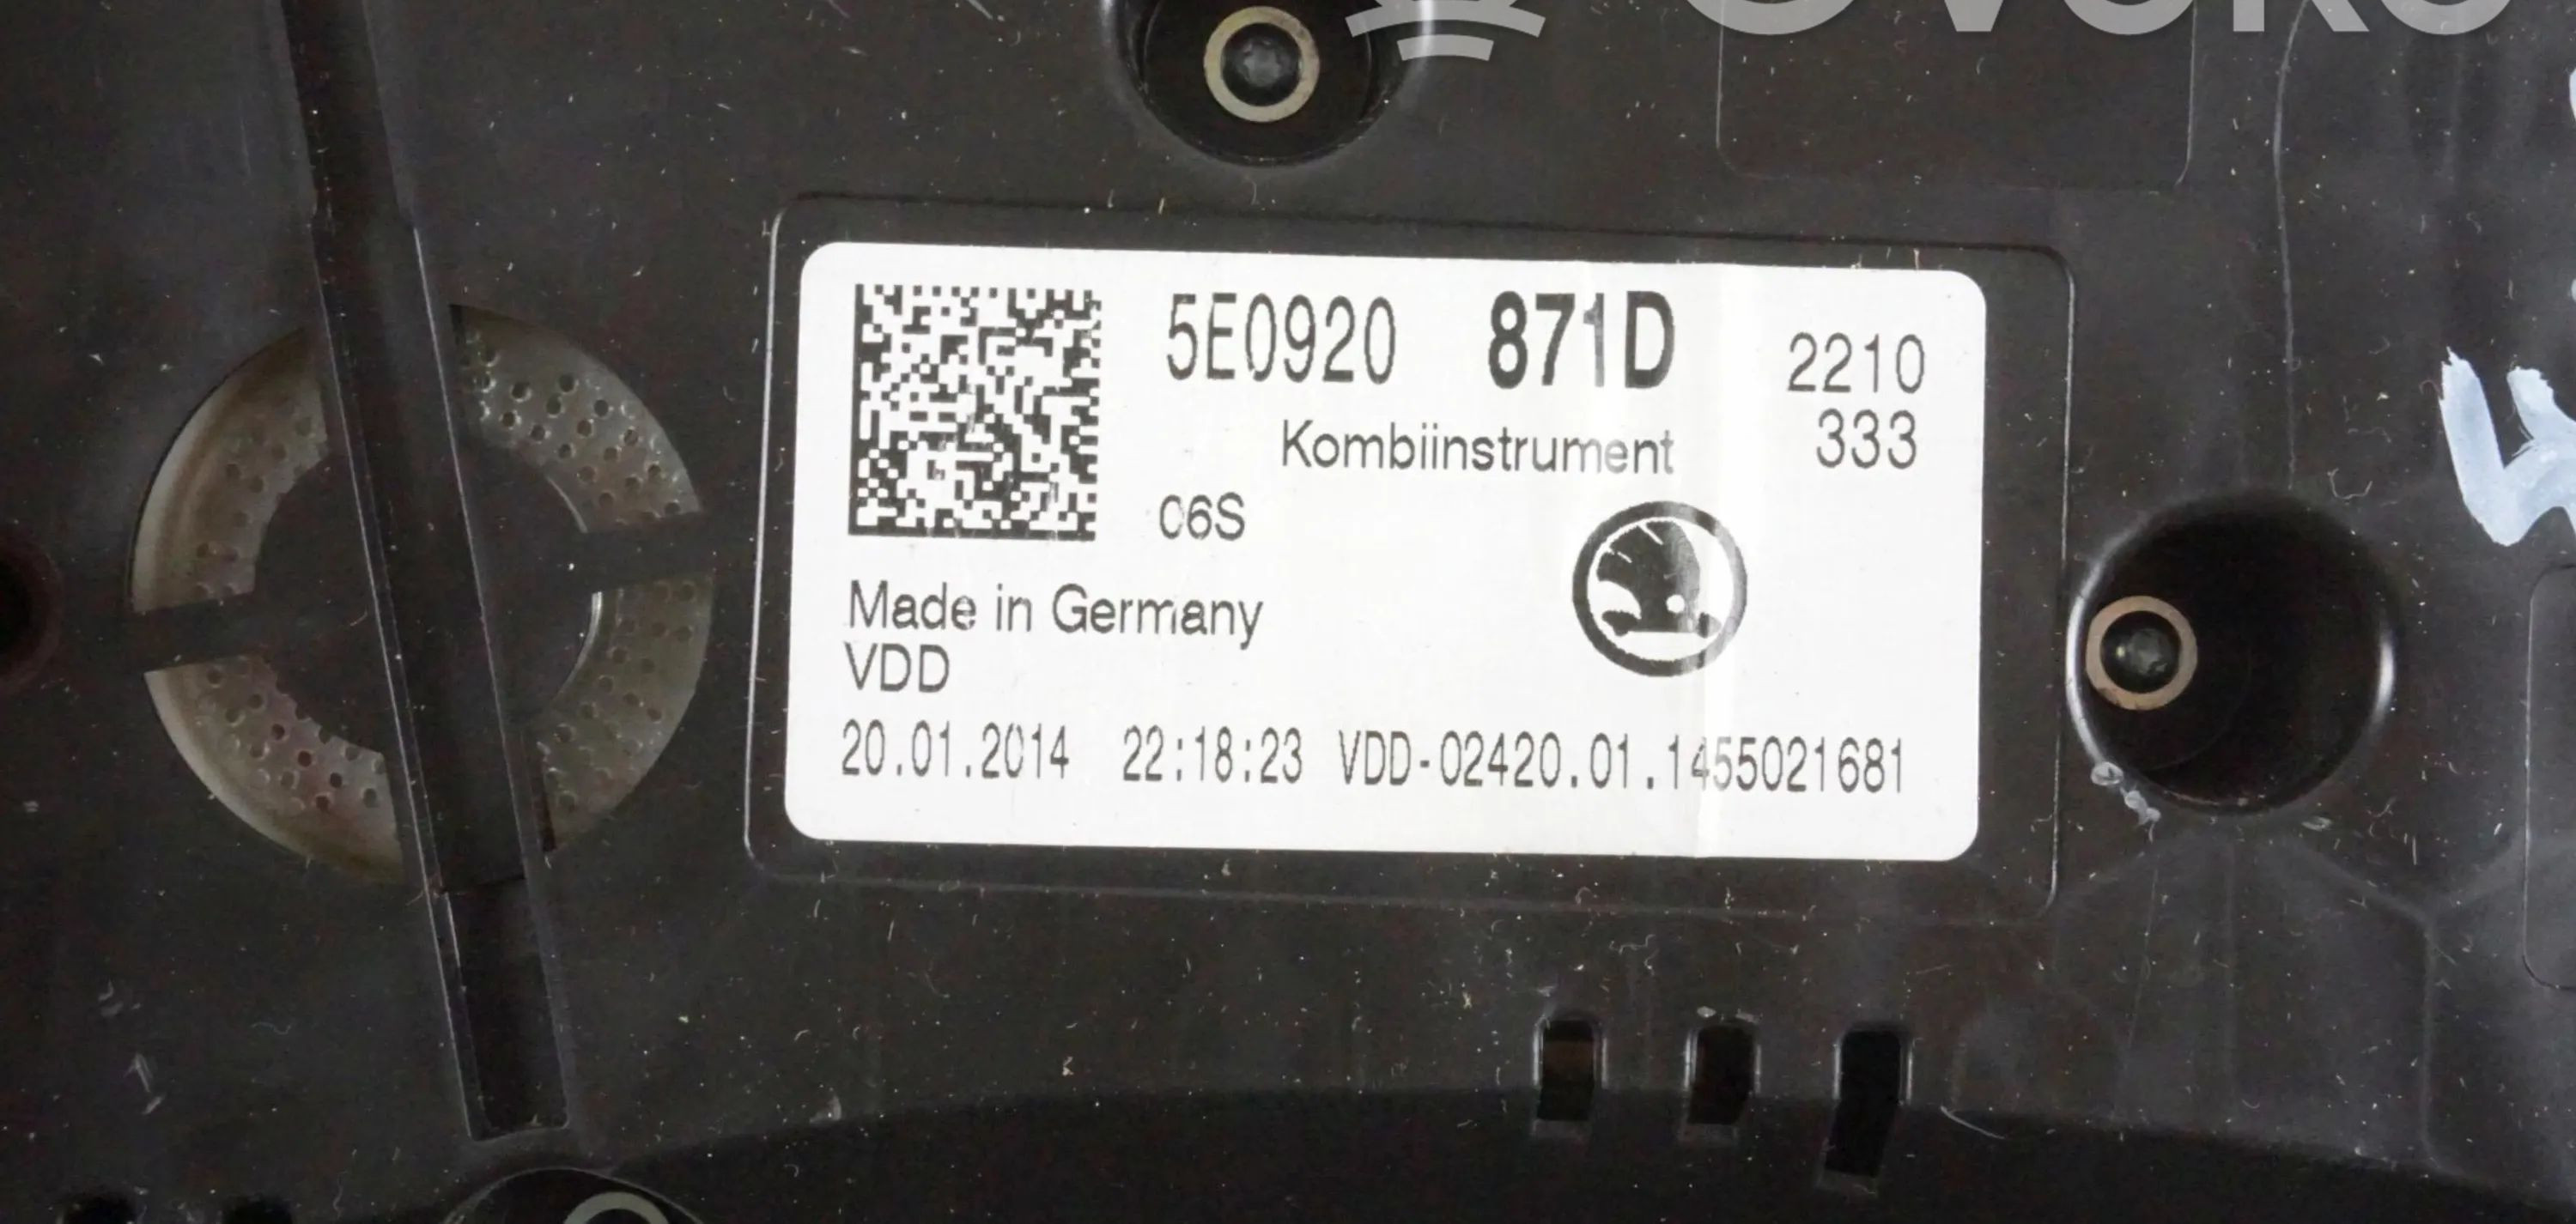 5E0920 871D 2210
333
Kombiinstrument
06S
Made in Germany
VDD
20.01.2014 22:18:23 VDD-02420.01.1455021681